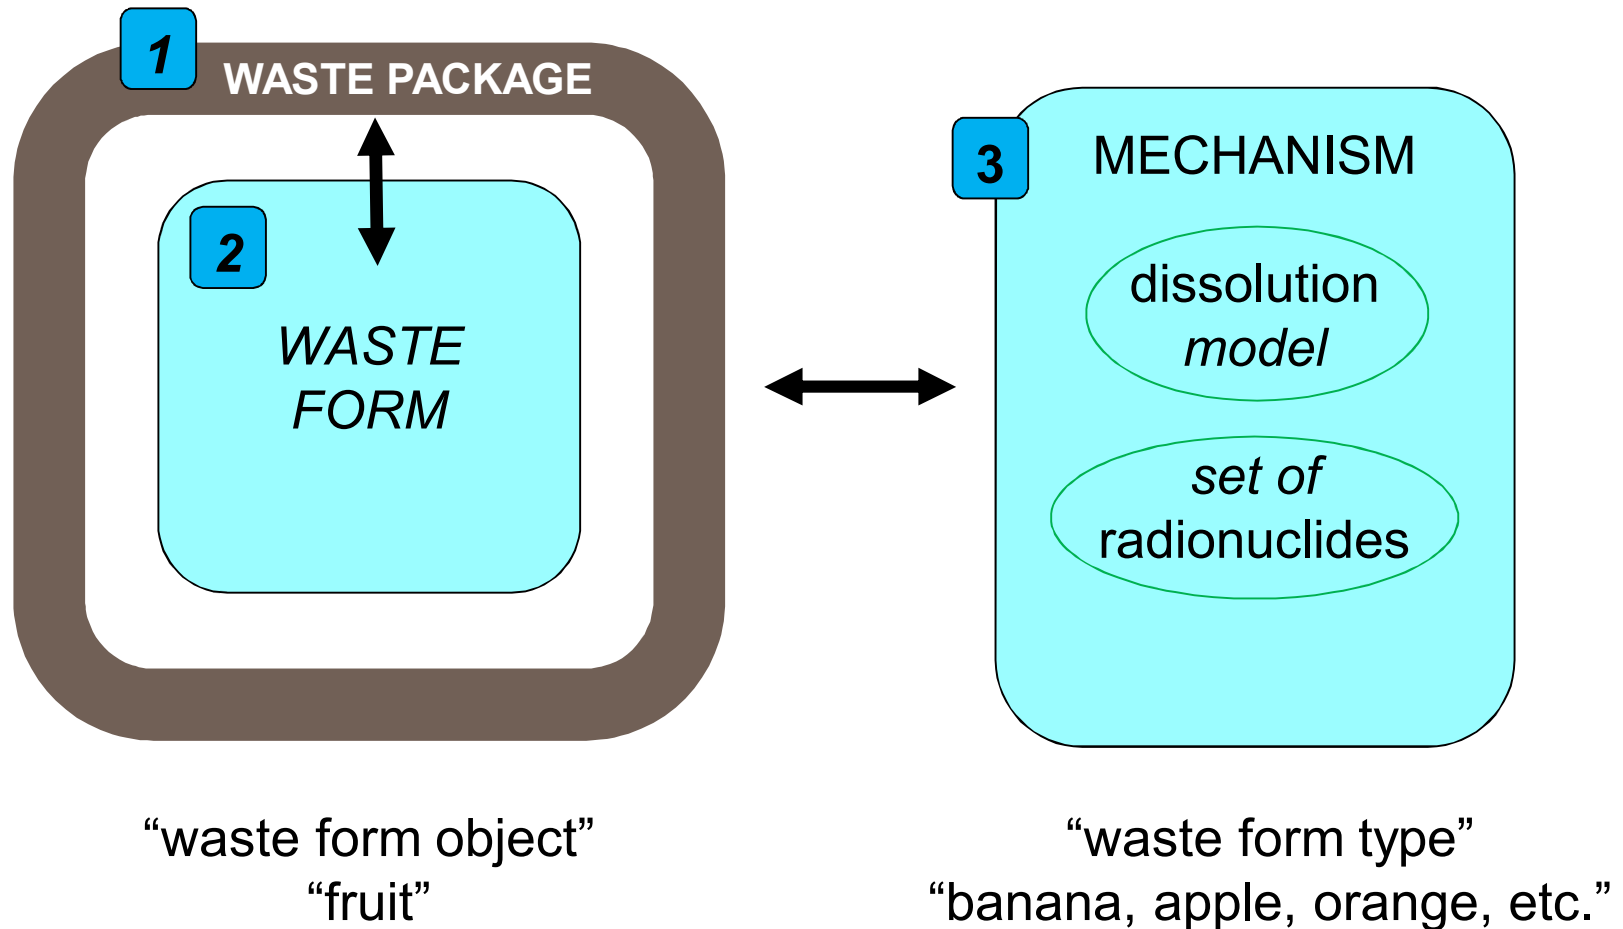 1
WASTE PACKAGE
2
WASTE
FORM
“waste form object”
“fruit”
3
MECHANISM
dissolution
model
set of
radionuclides
“waste form type”
“banana, apple, orange, etc.”